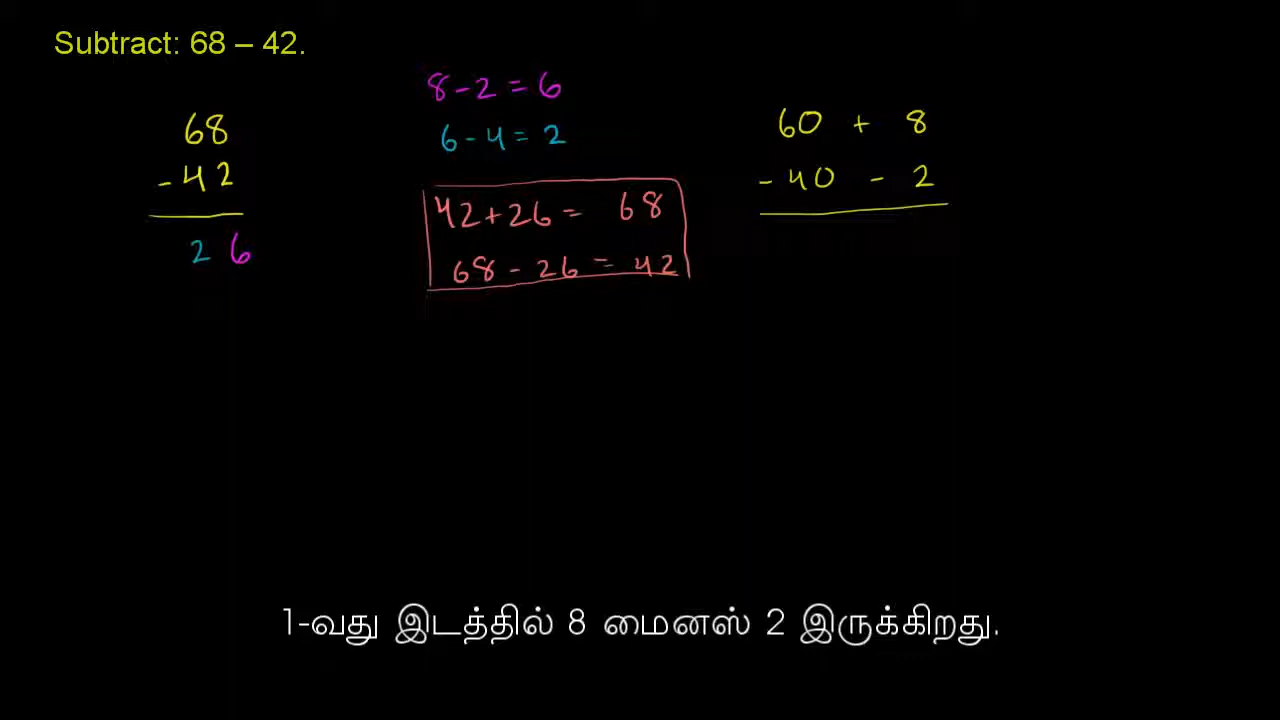 Subtract: 68 – 42.
68
- 42
26
8 - 2 = 6
6 - 4 = 2
42 + 26 = 68
68 - 26 = 42
60 + 8
- 40 - 2
1-வது இடத்தில் 8 மைனஸ் 2 இருக்கிறது.